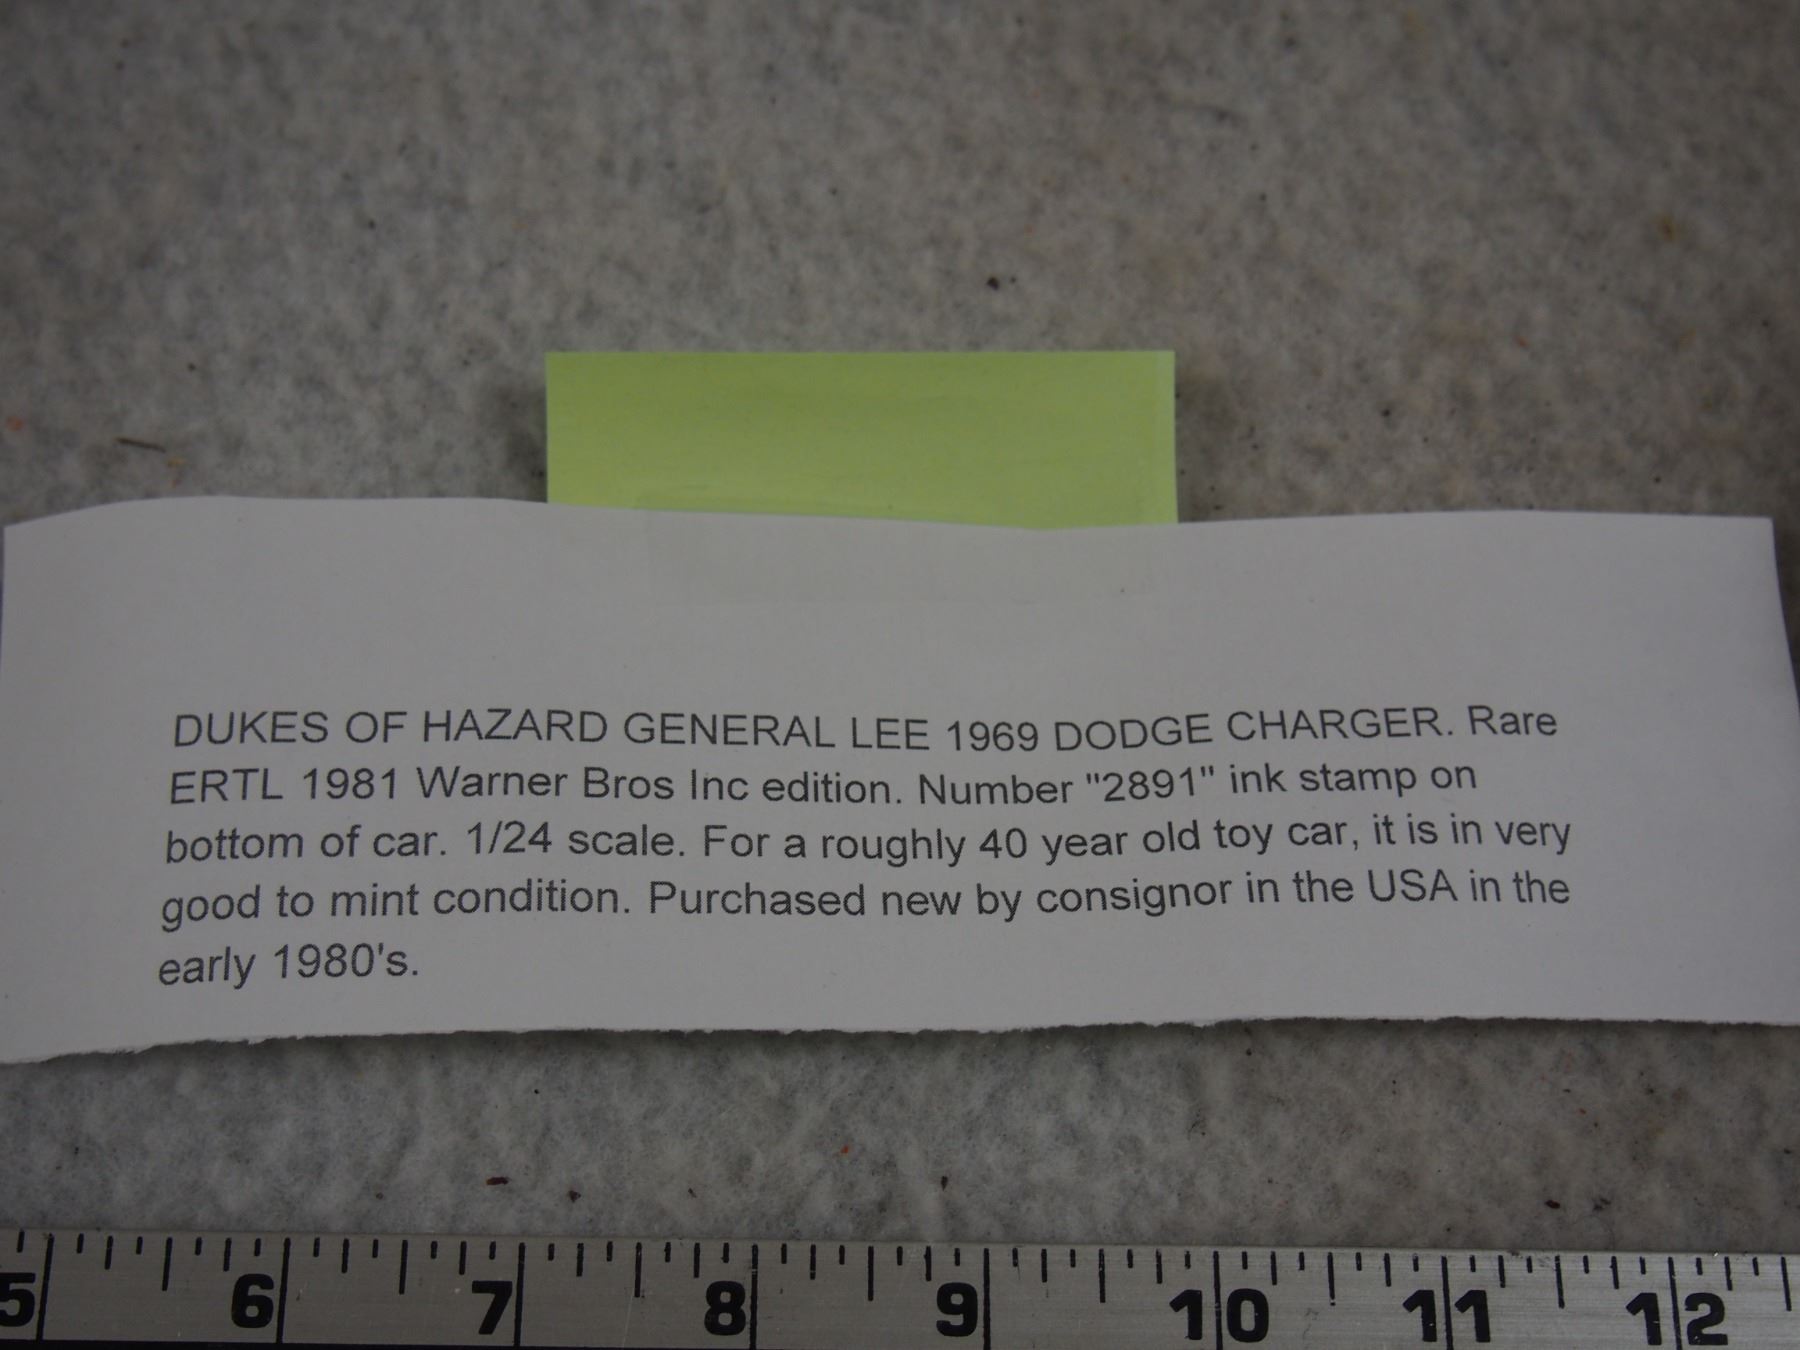 DUKES OF HAZARD GENERAL LEE 1969 DODGE CHARGER. Rare
ERTL 1981 Warner Bros Inc edition. Number "2891" ink stamp on
bottom of car. 1/24 scale. For a roughly 40 year old toy car, it is in very
good to mint condition. Purchased new by consignor in the USA in the
early 1980's.
5 6 7 8 9 10 11 12